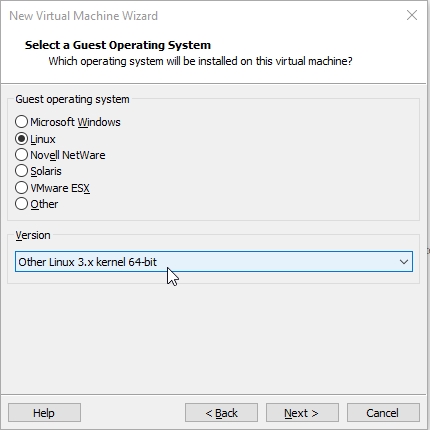 New Virtual Machine Wizard
Select a Guest Operating System
Which operating system will be installed on this virtual machine?
Guest operating system
Microsoft Windows
Linux
Novell NetWare
Solaris
VMware ESX
Other
Version
Other Linux 3.x kernel 64-bit
Help
< Back
Next >
Cancel